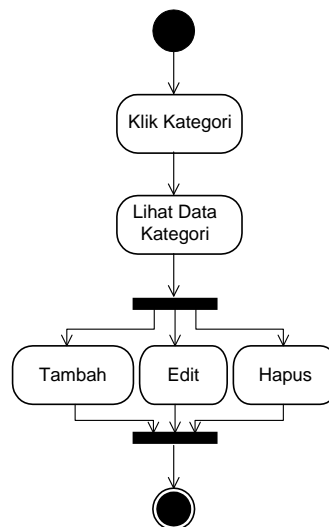 Klik Kategori
Lihat Data
Kategori
Tambah
Edit
Hapus